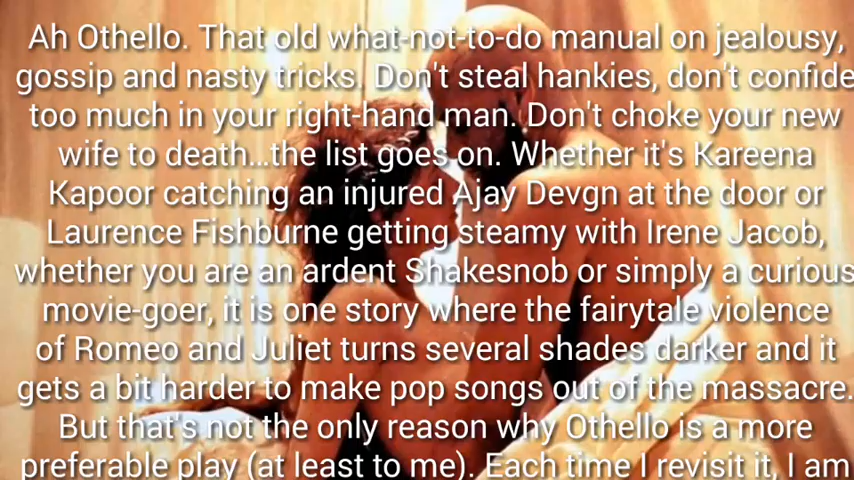 Ah Othello. That old what-not-to-do manual on jealousy,
gossip and nasty tricks. Don't steal hankies, don't confide
too much in your right-hand man. Don't choke your new
wife to death…the list goes on. Whether it's Kareena
Kapoor catching an injured Ajay Devgn at the door or
Laurence Fishburne getting steamy with Irene Jacob,
whether you are an ardent Shakesnob or simply a curious
movie-goer, it is one story where the fairytale violence
of Romeo and Juliet turns several shades darker and it
gets a bit harder to make pop songs out of the massacre.
But that's not the only reason why Othello is a more
preferable play (at least to me). Each time I revisit it, I am